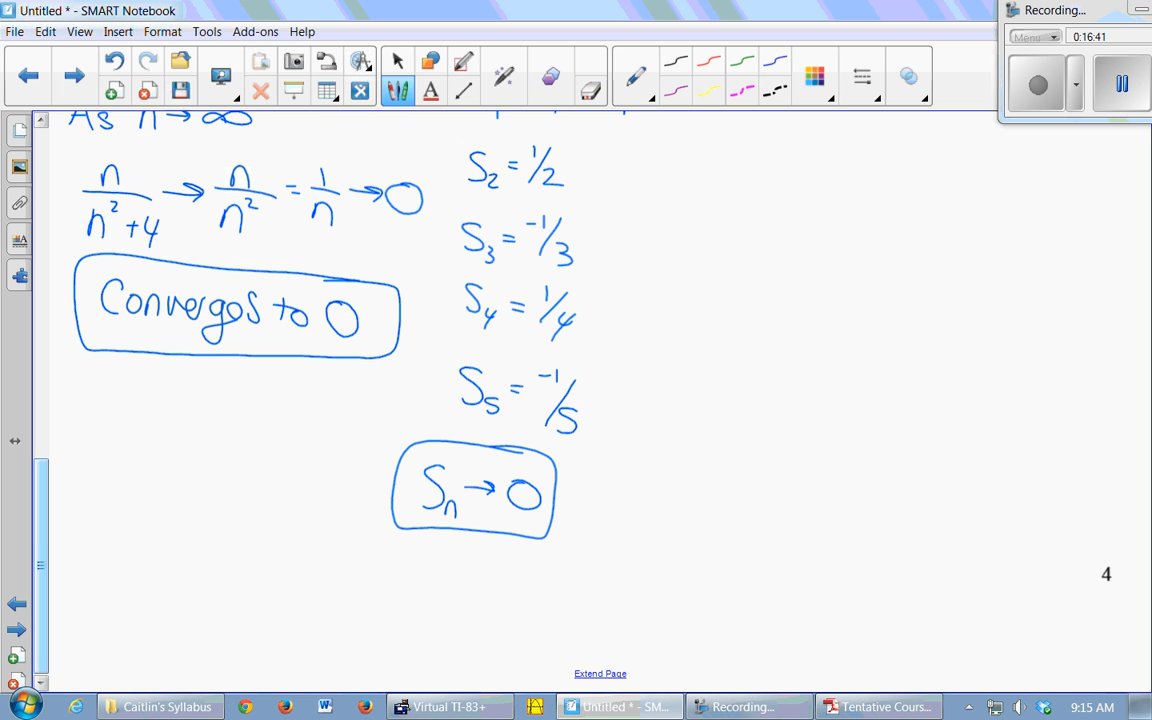 Untitled * - SMART Notebook
Recording...
File Edit View Insert Format Tools Add-ons Help
Menu
0:16:41
As n → ∞
n/n²+4 → n/n² = 1/n → 0
Converges to 0
S₂ = 1/2
S₃ = -1/3
S₄ = 1/4
S₅ = -1/5
Sₙ → 0
4
Extend Page
Caitlin's Syllabus
Virtual TI-83+
Untitled * - SM...
Recording...
Tentative Cours...
9:15 AM